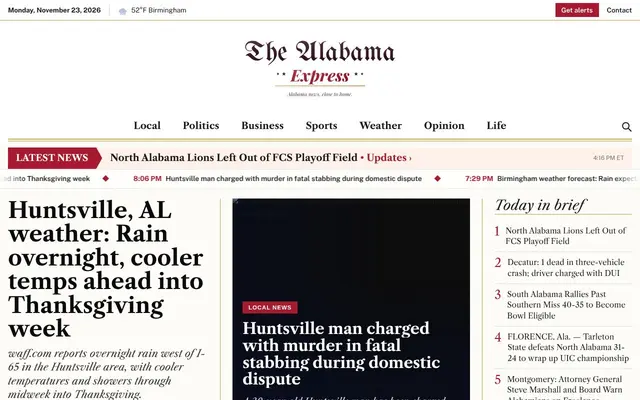 Monday, November 23, 2026
52°F Birmingham
Get alerts
Contact
The Alabama
Express
Alabama news, close to home.
Local Politics Business Sports Weather Opinion Life
LATEST NEWS
North Alabama Lions Left Out of FCS Playoff Field • Updates ›
4:16 PM ET
into Thanksgiving week
8:06 PM Huntsville man charged with murder in fatal stabbing during domestic dispute
7:29 PM Birmingham weather forecast: Rain expec
Huntsville, AL
weather: Rain
overnight, cooler
temps ahead into
Thanksgiving
week
waff.com reports overnight rain west of I-
65 in the Huntsville area, with cooler
temperatures and showers through
midweek into Thanksgiving.
LOCAL NEWS
Huntsville man charged
with murder in fatal
stabbing during domestic
dispute
Today in brief
1 North Alabama Lions Left Out of
FCS Playoff Field
2 Decatur: 1 dead in three-vehicle
crash; driver charged with DUI
3 South Alabama Rallies Past
Southern Miss 40-35 to Become
Bowl Eligible
4 FLORENCE, Ala. — Tarleton
State defeats North Alabama 31-
24 to wrap up UIC championship
5 Montgomery: Attorney General
Steve Marshall and Board Warn